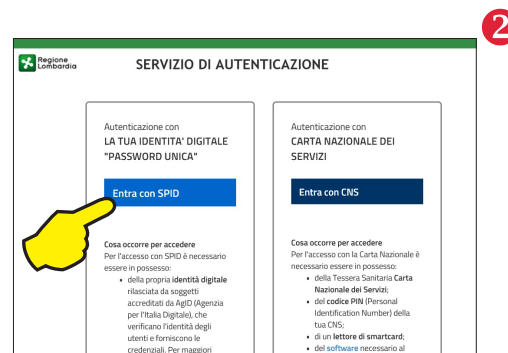 2
Regione
Lombardia
SERVIZIO DI AUTENTICAZIONE
Autenticazione con
LA TUA IDENTITA' DIGITALE
"PASSWORD UNICA"
Entra con SPID
Cosa occorre per accedere
Per l'accesso con SPID è necessario
essere in possesso:
• della propria identità digitale
rilasciata da soggetti
accreditati da AgID (Agenzia
per l'Italia Digitale), che
verificano l'identità degli
utenti e forniscono le
credenziali. Per maggiori
Autenticazione con
CARTA NAZIONALE DEI
SERVIZI
Entra con CNS
Cosa occorre per accedere
Per l'accesso con la Carta Nazionale è
necessario essere in possesso:
• della Tessera Sanitaria Carta
Nazionale dei Servizi;
• del codice PIN (Personal
Identification Number) della
tua CNS;
• di un lettore di smartcard;
• del software necessario al